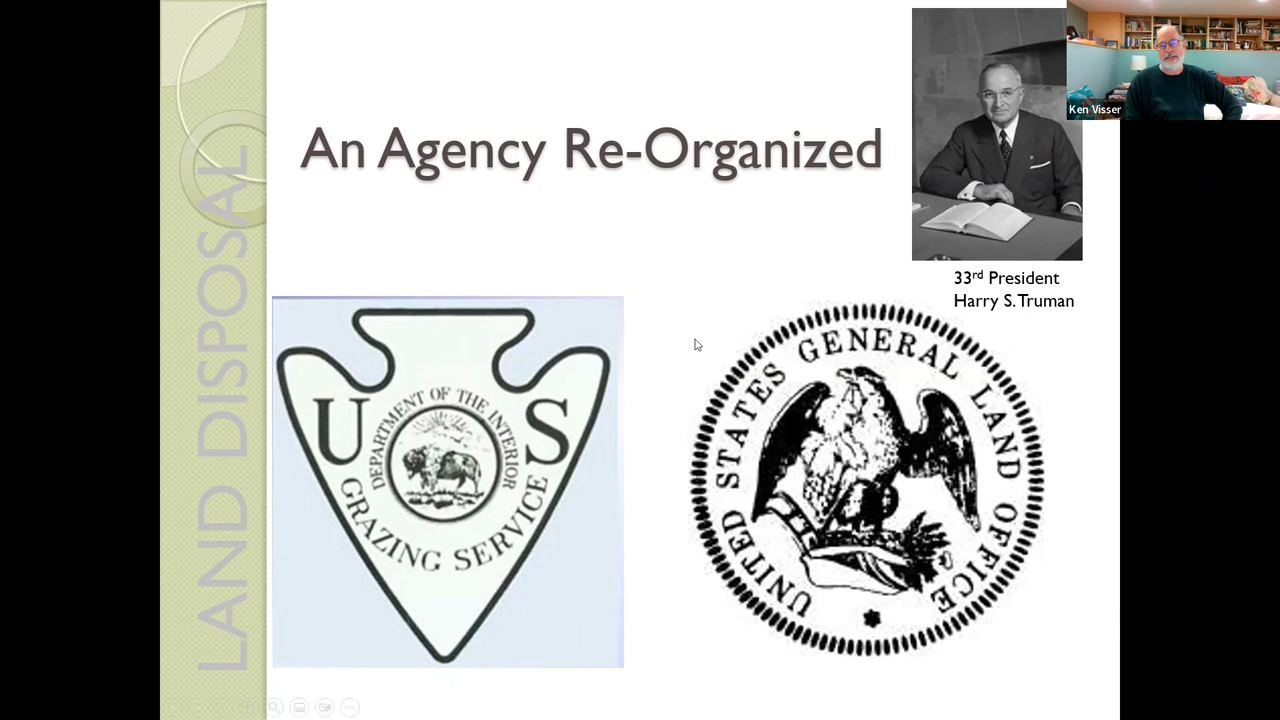 LAND DISPOSAL
An Agency Re-Organized
Ken Visser
33rd President
Harry S. Truman
U S
DEPARTMENT OF THE INTERIOR
GRAZING SERVICE
UNITED STATES GENERAL LAND OFFICE